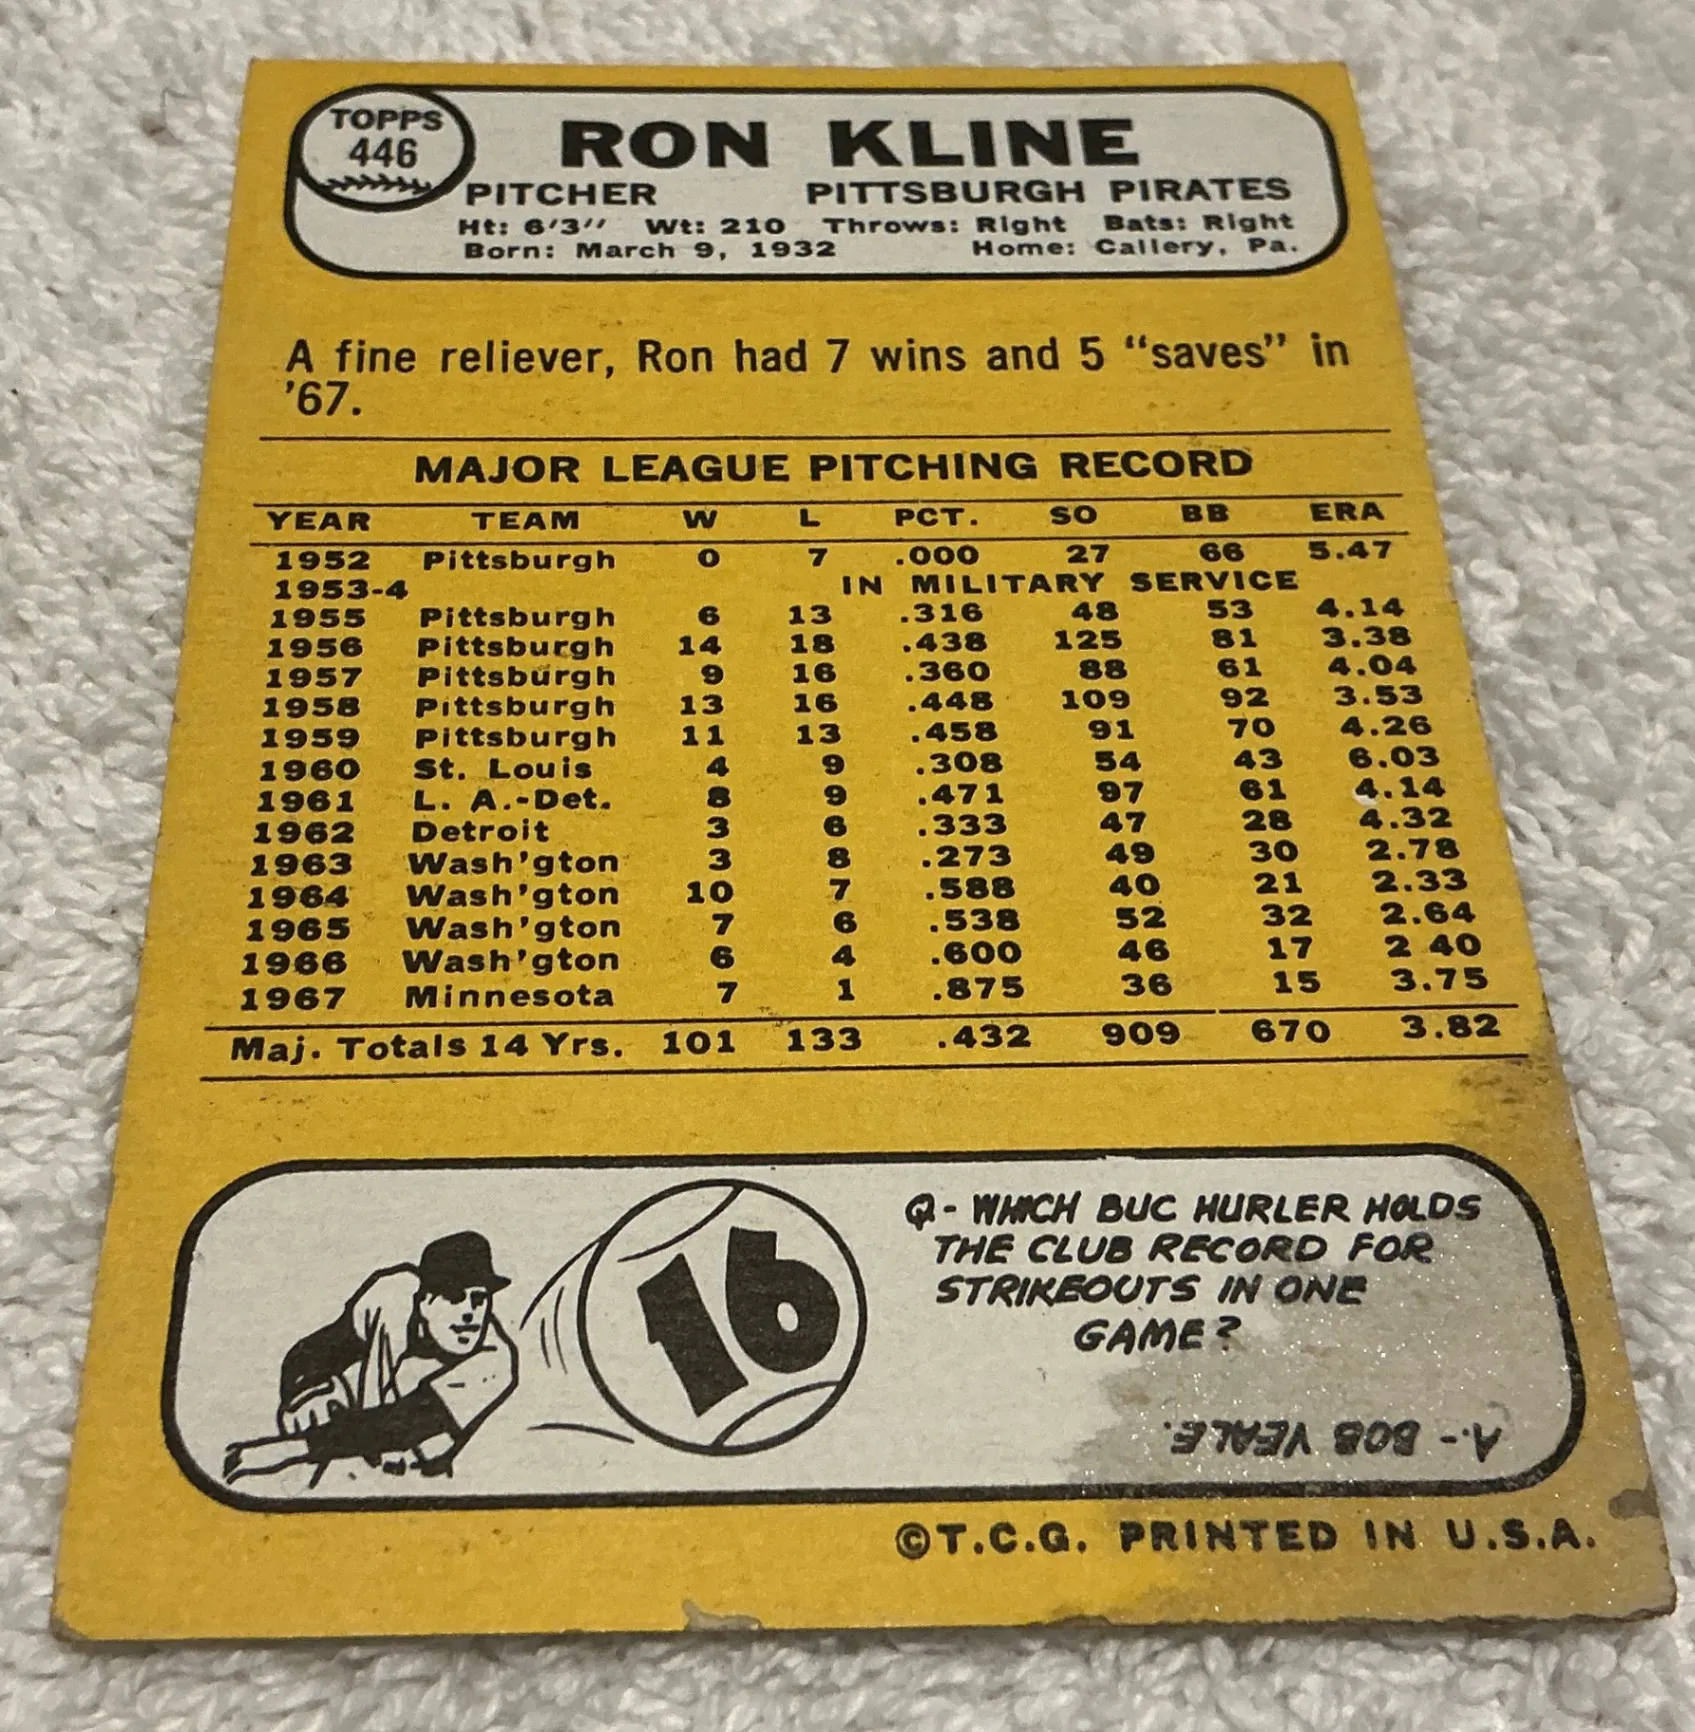 TOPPS
446
RON KLINE
PITCHER PITTSBURGH PIRATES
Ht: 6'3" Wt: 210 Throws: Right Bats: Right
Born: March 9, 1932 Home: Callery, Pa.
A fine reliever, Ron had 7 wins and 5 “saves” in
’67.
MAJOR LEAGUE PITCHING RECORD
YEAR TEAM W L PCT. SO BB ERA
1952 Pittsburgh 0 7 .000 27 66 5.47
1953-4 IN MILITARY SERVICE
1955 Pittsburgh 6 13 .316 48 53 4.14
1956 Pittsburgh 14 18 .438 125 81 3.38
1957 Pittsburgh 9 16 .360 88 61 4.04
1958 Pittsburgh 13 16 .448 109 92 3.53
1959 Pittsburgh 11 13 .458 91 70 4.26
1960 St. Louis 4 9 .308 54 43 6.03
1961 L. A.-Det. 8 9 .471 97 61 4.14
1962 Detroit 3 6 .333 47 28 4.32
1963 Wash'gton 3 8 .273 49 30 2.78
1964 Wash'gton 10 7 .588 40 21 2.33
1965 Wash'gton 7 6 .538 52 32 2.64
1966 Wash'gton 6 4 .600 46 17 2 40
1967 Minnesota 7 1 .875 36 15 3.75
Maj. Totals 14 Yrs. 101 133 .432 909 670 3.82
16
Q- WHICH BUC HURLER HOLDS
THE CLUB RECORD FOR
STRIKEOUTS IN ONE
GAME?
A.- BOB VEALE.
©T.C.G. PRINTED IN U.S.A.